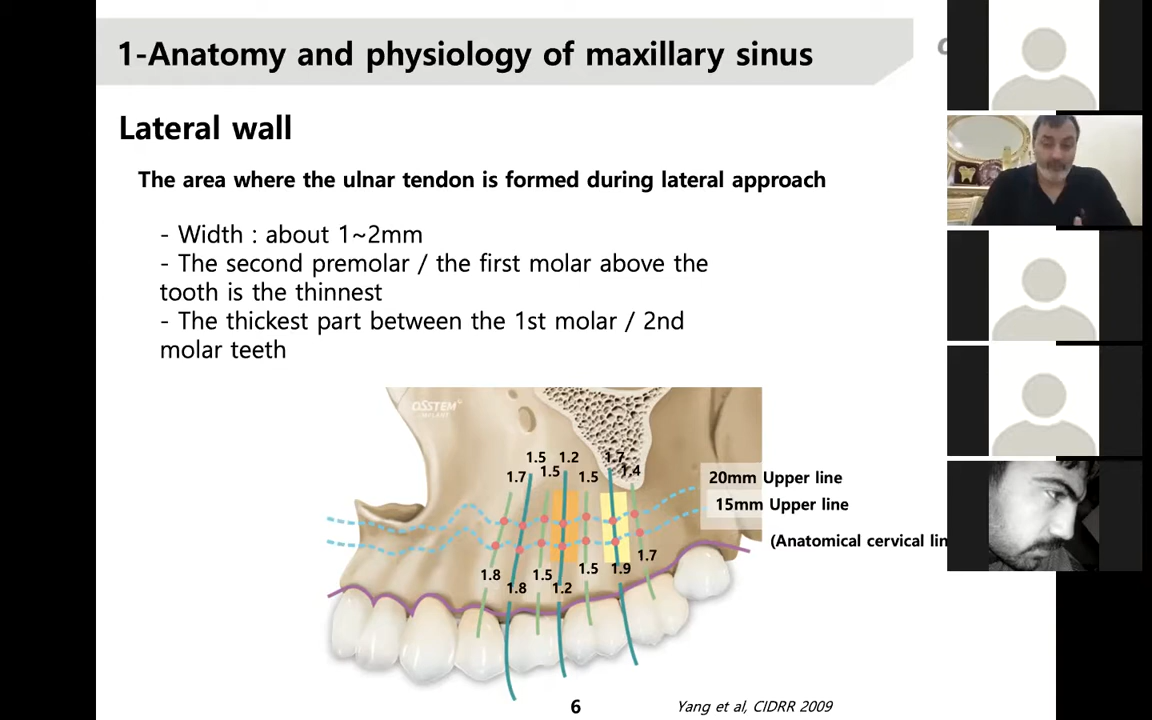 1-Anatomy and physiology of maxillary sinus
Lateral wall
The area where the ulnar tendon is formed during lateral approach
- Width : about 1~2mm
- The second premolar / the first molar above the
tooth is the thinnest
- The thickest part between the 1st molar / 2nd
molar teeth
OSSTEM
IMPLANT
1.5 1.2 1.7
1.7 1.5 1.5 1.4
20mm Upper line
15mm Upper line
(Anatomical cervical lin
1.8 1.5 1.5 1.9 1.7
1.8 1.2
6
Yang et al, CIDRR 2009